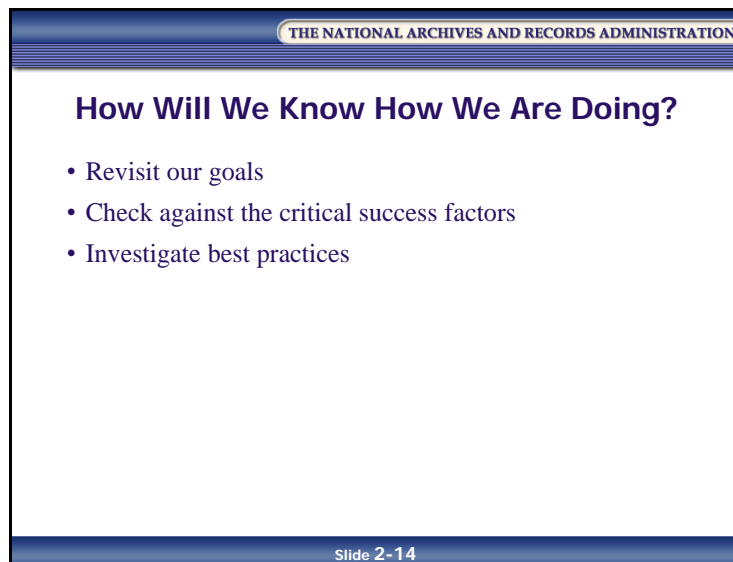 THE NATIONAL ARCHIVES AND RECORDS ADMINISTRATION
How Will We Know How We Are Doing?
• Revisit our goals
• Check against the critical success factors
• Investigate best practices
Slide 2-14